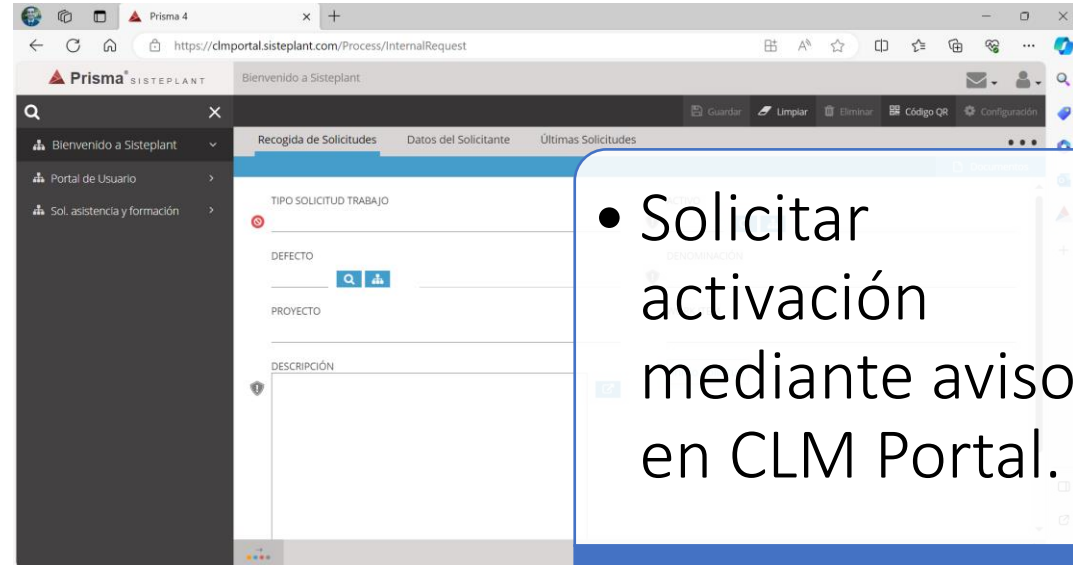 Prisma 4
https://clmportal.sisteplant.com/Process/InternalRequest
Prisma® SISTEPLANT
Bienvenido a Sisteplant
Guardar Limpiar Eliminar Código QR Configuración
Bienvenido a Sisteplant
Portal de Usuario
Sol. asistencia y formación
Recogida de Solicitudes Datos del Solicitante Últimas Solicitudes
TIPO SOLICITUD TRABAJO
DEFECTO
DENOMINACIÓN
PROYECTO
DESCRIPCIÓN
• Solicitar
activación
mediante aviso
en CLM Portal.